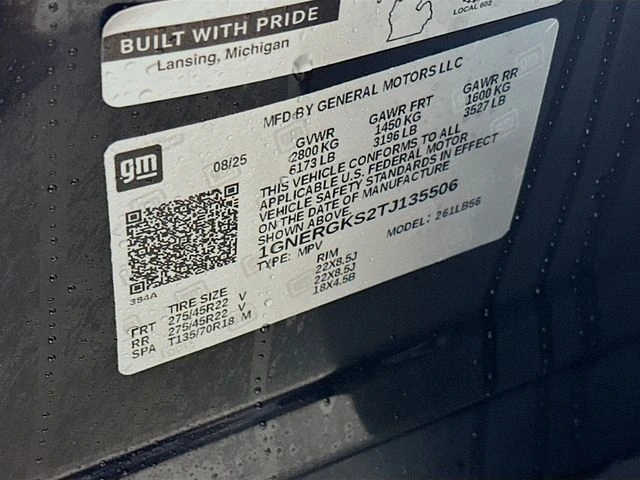 BUILT WITH PRIDE
Lansing, Michigan
LOCAL 602
MFD BY GENERAL MOTORS LLC
gm
08/25
GVWR GAWR FRT GAWR RR
2800 KG 1450 KG 1600 KG
6173 LB 3196 LB 3527 LB
THIS VEHICLE CONFORMS TO ALL
APPLICABLE U.S. FEDERAL MOTOR
VEHICLE SAFETY STANDARDS IN EFFECT
ON THE DATE OF MANUFACTURE
SHOWN ABOVE.
1GNERGKS2TJ135506
TYPE: MPV MODEL: 261LB56
384A
TIRE SIZE RIM
FRT 275/45R22 V 22X8.5J
RR 275/45R22 V 22X8.5J
SPA T135/70R18 M 18X4.5B